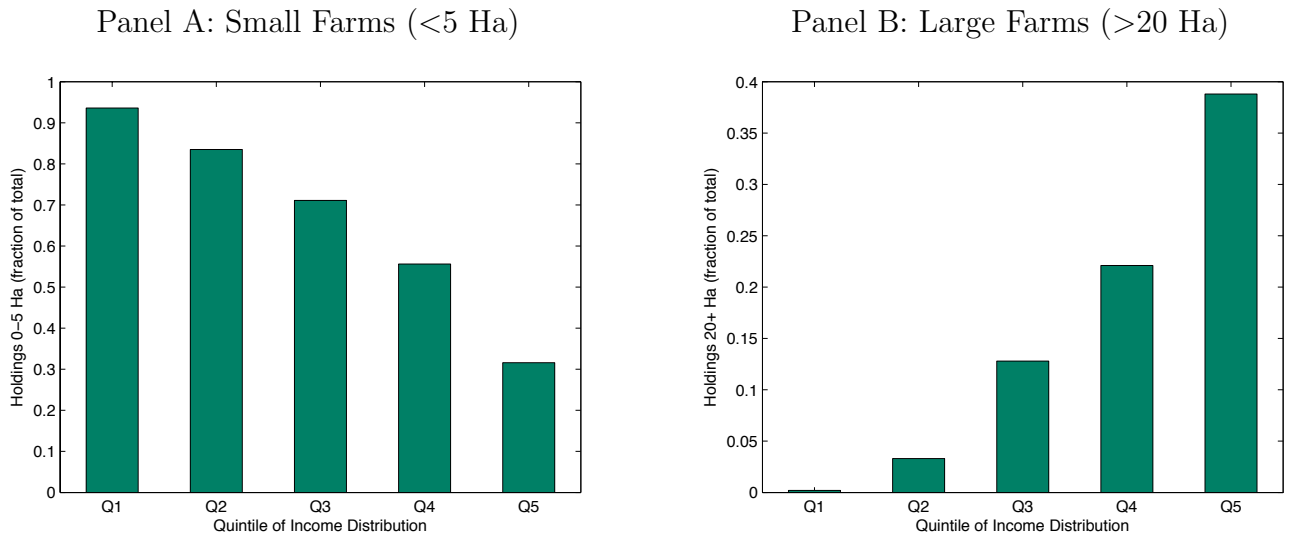 Panel A: Small Farms (<5 Ha)
Holdings 0−5 Ha (fraction of total)
1
0.9
0.8
0.7
0.6
0.5
0.4
0.3
0.2
0.1
0
Q1 Q2 Q3 Q4 Q5
Quintile of Income Distribution
Panel B: Large Farms (>20 Ha)
Holdings 20+ Ha (fraction of total)
0.4
0.35
0.3
0.25
0.2
0.15
0.1
0.05
0
Q1 Q2 Q3 Q4 Q5
Quintile of Income Distribution